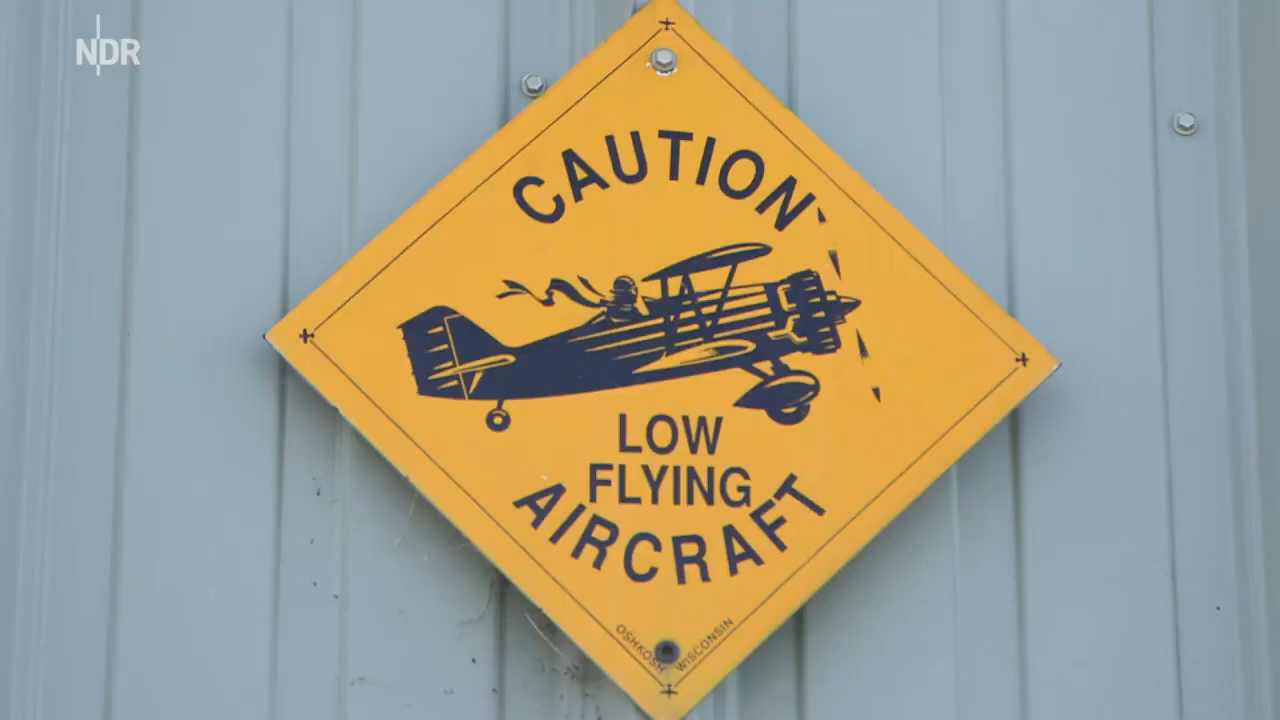 NDR
CAUTION
LOW
FLYING
AIRCRAFT
OSHKOSH WISCONSIN